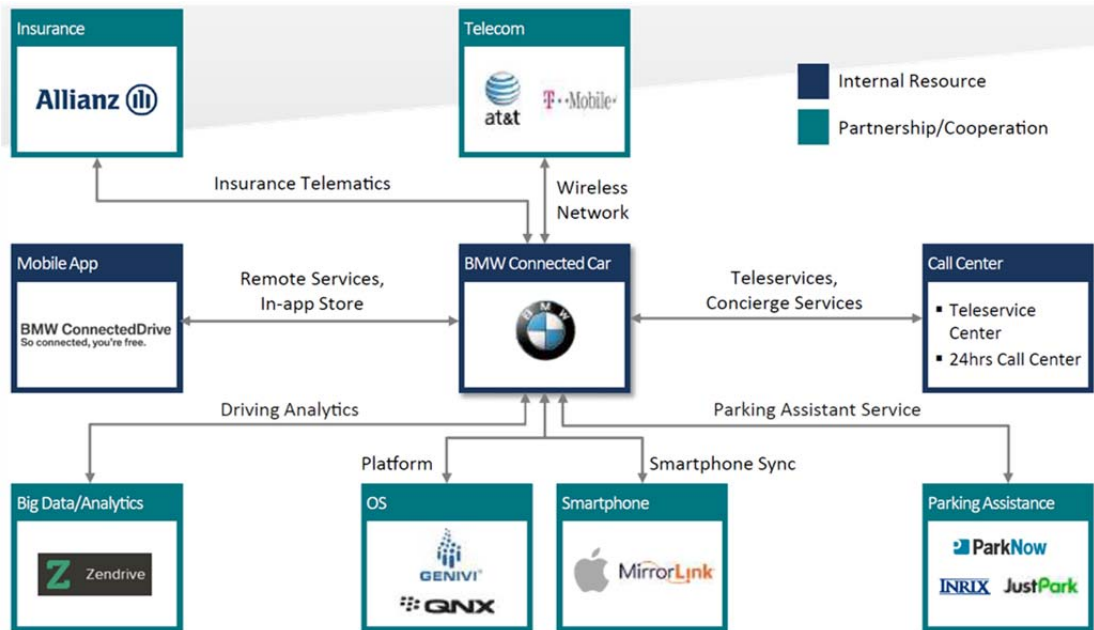 Insurance
Allianz
Telecom
at&t
T··Mobile·
Internal Resource
Partnership/Cooperation
Insurance Telematics
Wireless
Network
Mobile App
BMW ConnectedDrive
So connected, you're free.
Remote Services,
In-app Store
BMW Connected Car
BMW
Teleservices,
Concierge Services
Call Center
▪ Teleservice
Center
▪ 24hrs Call Center
Driving Analytics
Parking Assistant Service
Platform
Smartphone Sync
Big Data/Analytics
Z Zendrive
OS
GENIVI
QNX
Smartphone
MirrorLink
Parking Assistance
ParkNow
INRIX
JustPark